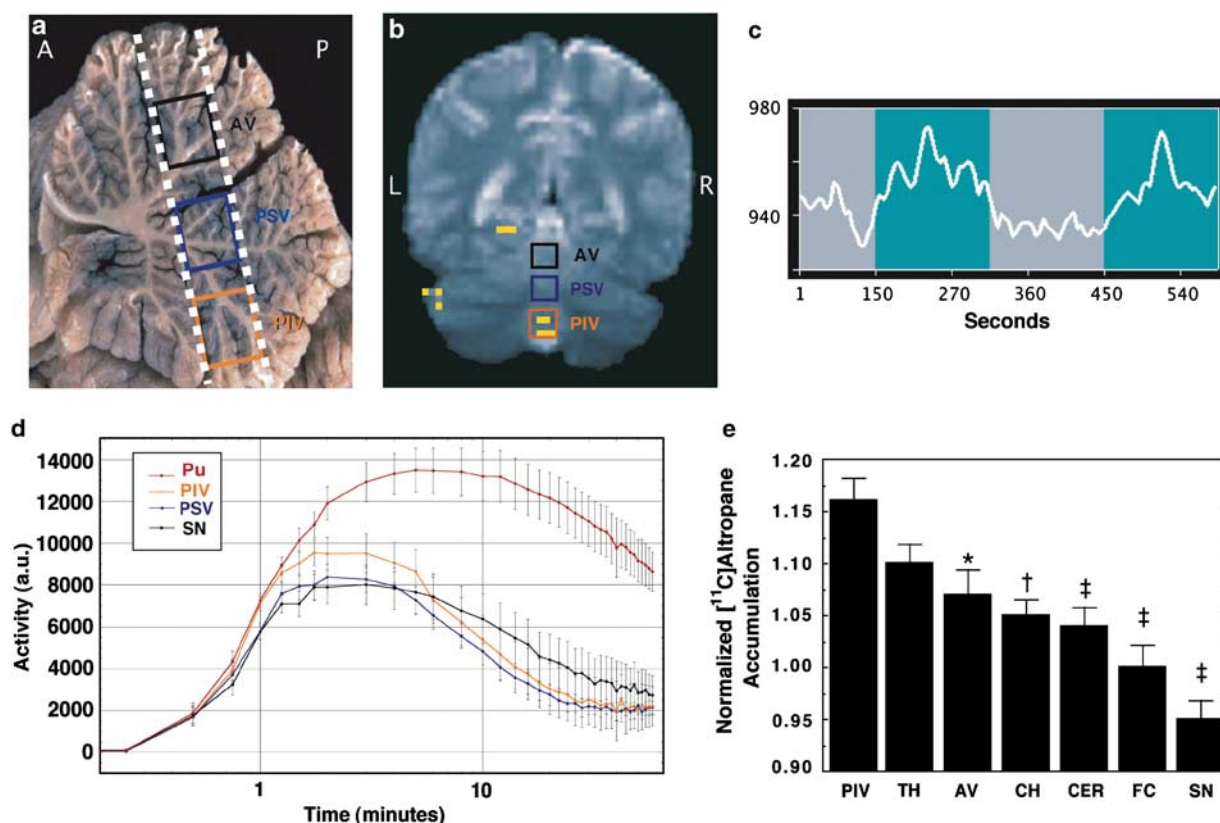 a
A
P
AV
PSV
PIV
b
L
R
AV
PSV
PIV
c
980
940
1
150
270
360
450
540
Seconds
d
14000
12000
10000
8000
6000
4000
2000
0
Pu
PIV
PSV
SN
Activity (a.u.)
1
10
Time (minutes)
e
1.20
1.15
1.10
1.05
1.00
0.95
0.90
Normalized [¹¹C]Altropane
Accumulation
*
†
‡
‡
‡
PIV
TH
AV
CH
CER
FC
SN